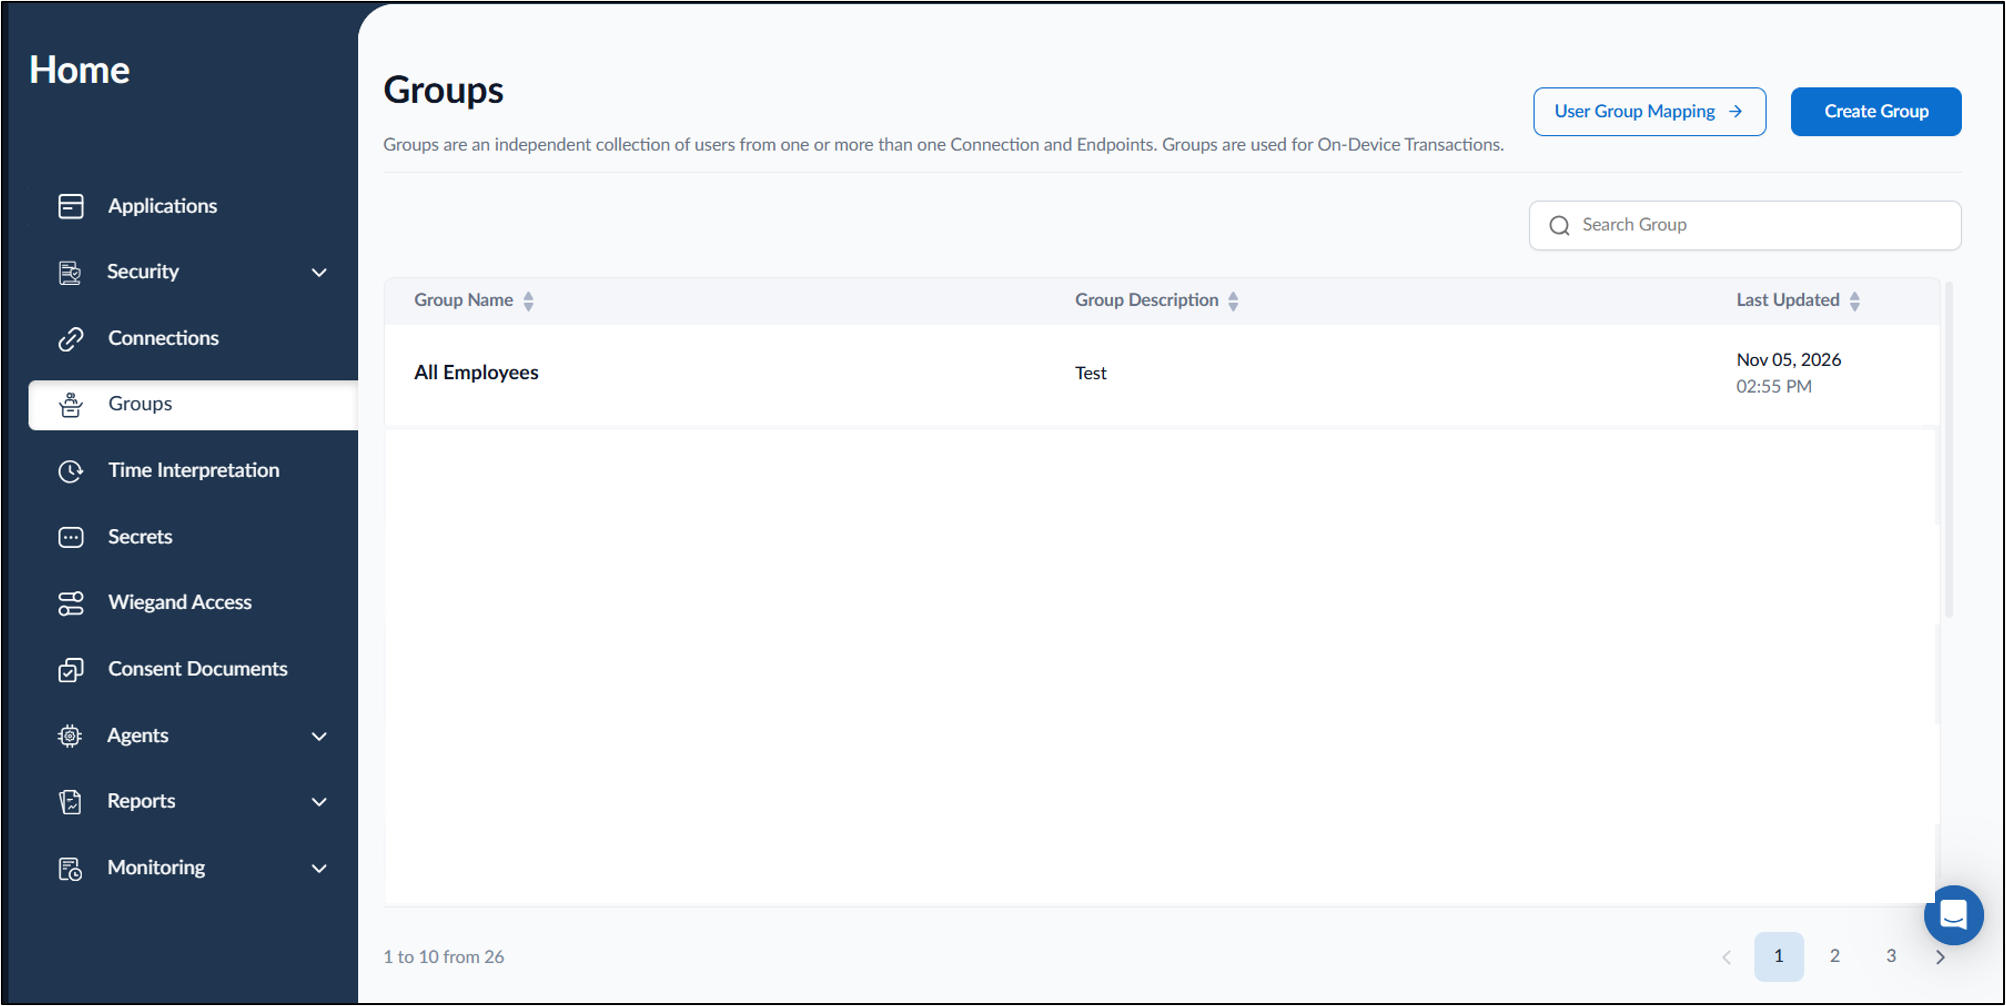 Home
Applications
Security
Connections
Groups
Time Interpretation
Secrets
Wiegand Access
Consent Documents
Agents
Reports
Monitoring
Groups
Groups are an independent collection of users from one or more than one Connection and Endpoints. Groups are used for On-Device Transactions.
User Group Mapping →
Create Group
Search Group
Group Name Group Description Last Updated
All Employees Test Nov 05, 2026
02:55 PM
1 to 10 from 26
1 2 3